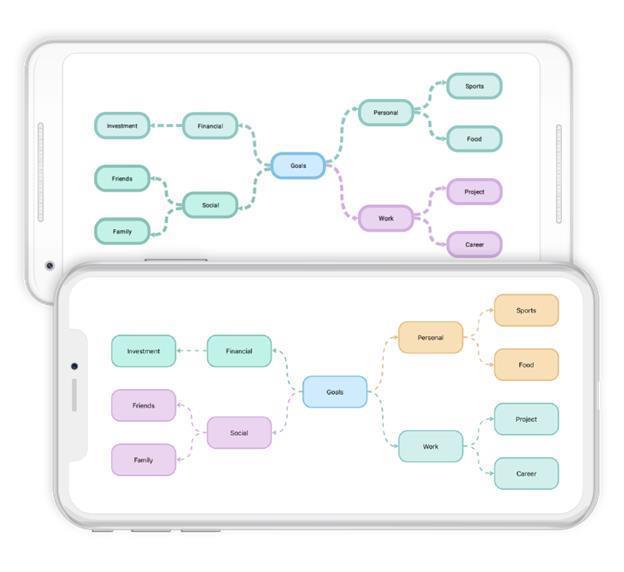 Sports
Personal
Investment
Financial
Food
Goals
Friends
Project
Social
Work
Family
Career
Sports
Personal
Investment
Financial
Food
Goals
Friends
Project
Social
Work
Family
Career